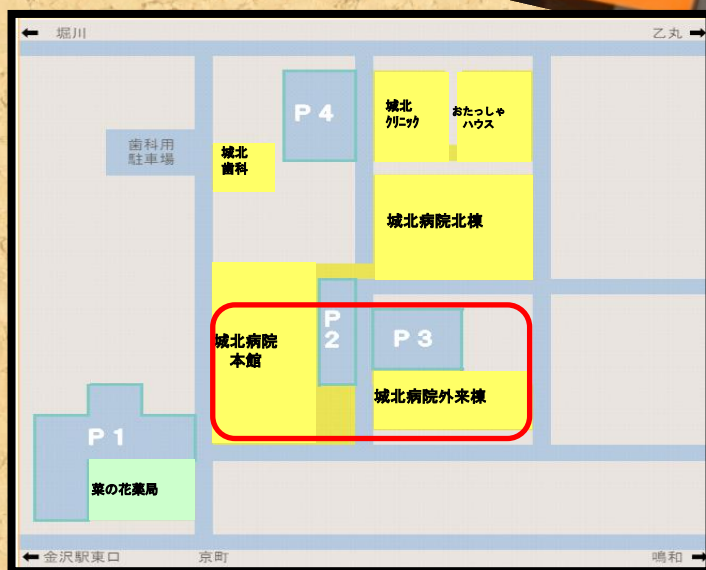 ← 堀川
乙丸 →
P4
城北
クリニック
おたっしゃ
ハウス
歯科用
駐車場
城北
歯科
城北病院北棟
城北病院
本館
P
2
P3
城北病院外来棟
P1
菜の花薬局
← 金沢駅東口
京町
鳴和 →